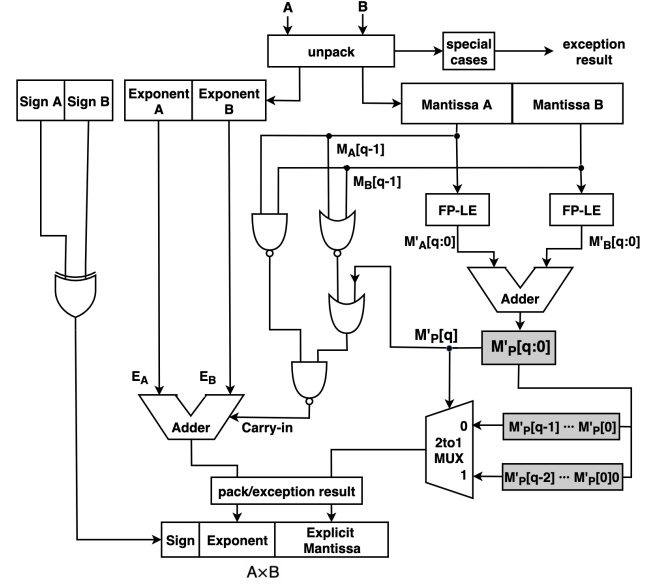 A B
unpack
special
cases
exception
result
Sign A Sign B
Exponent
A
Exponent
B
Mantissa A
Mantissa B
M_A[q-1]
M_B[q-1]
FP-LE
FP-LE
M'_A[q:0]
M'_B[q:0]
Adder
M'_P[q]
M'_P[q:0]
E_A
E_B
Adder
Carry-in
0
2to1
MUX
1
M'_P[q-1] ··· M'_P[0]
M'_P[q-2] ··· M'_P[0]0
pack/exception result
Sign
Exponent
Explicit
Mantissa
A×B